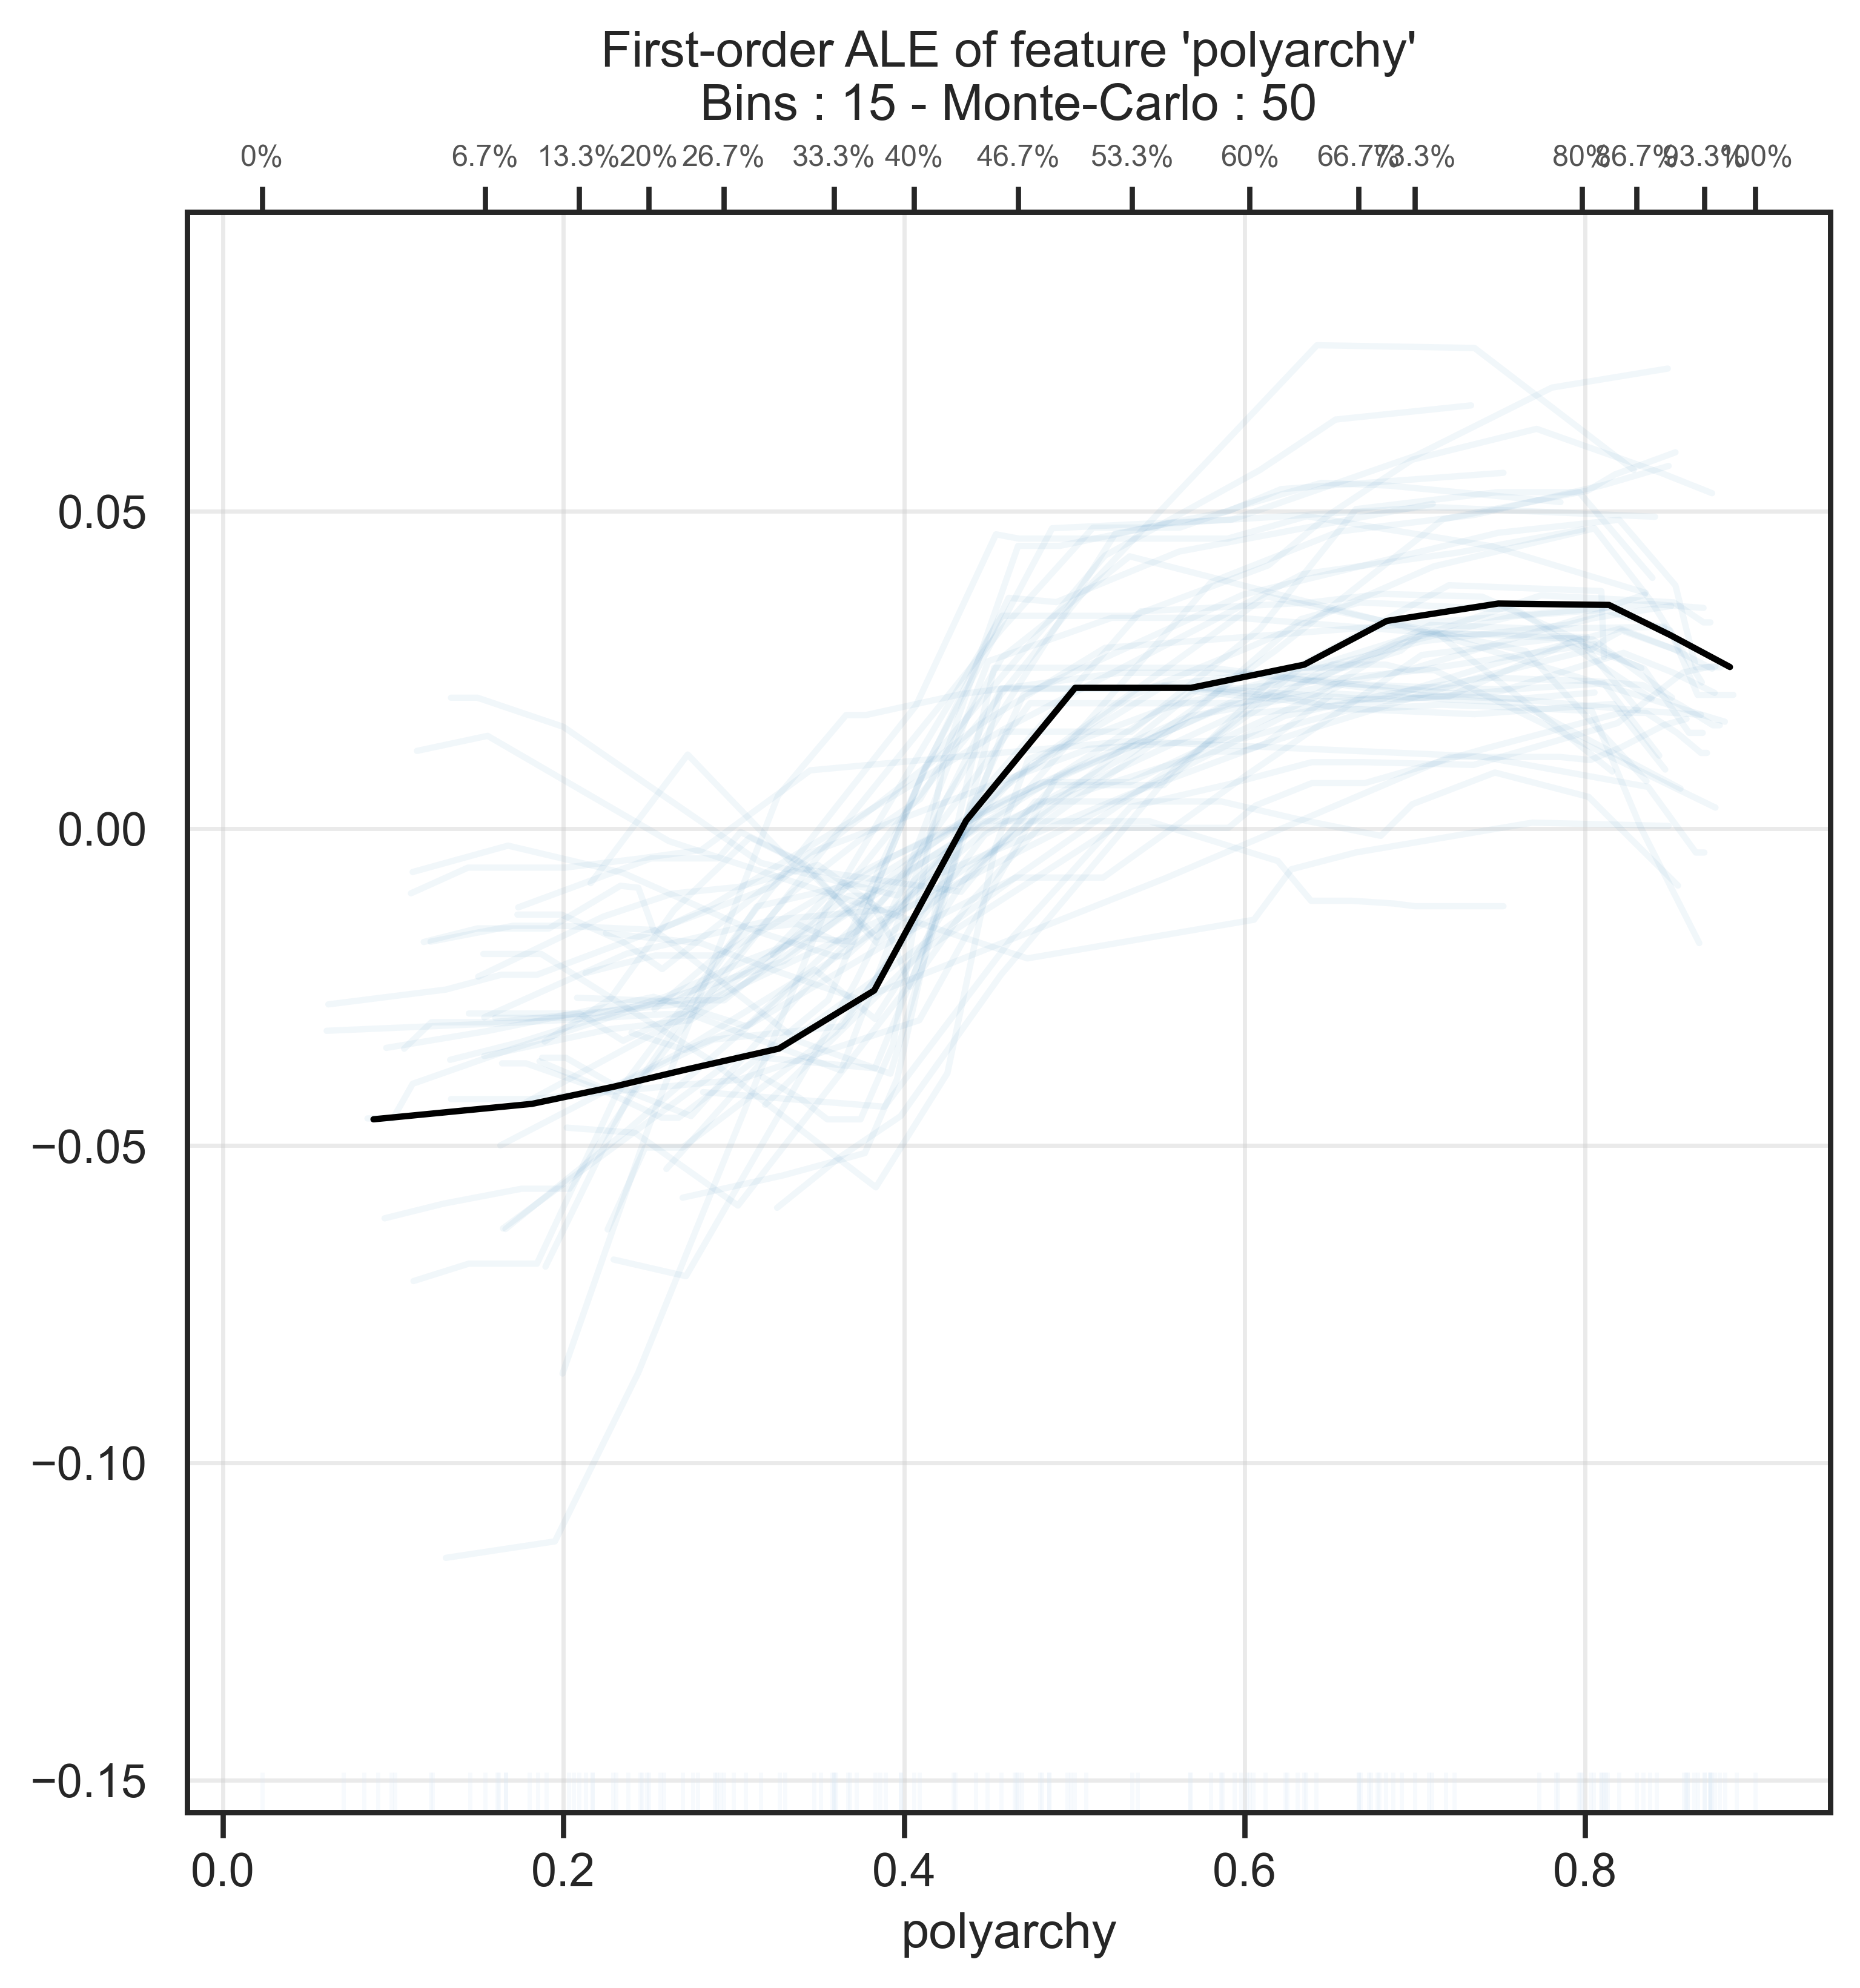 First-order ALE of feature 'polyarchy'
Bins : 15 - Monte-Carlo : 50
0% 6.7% 13.3% 20% 26.7% 33.3% 40% 46.7% 53.3% 60% 66.7% 73.3% 80% 86.7% 93.3% 100%
0.05
0.00
−0.05
−0.10
−0.15
0.0 0.2 0.4 0.6 0.8
polyarchy